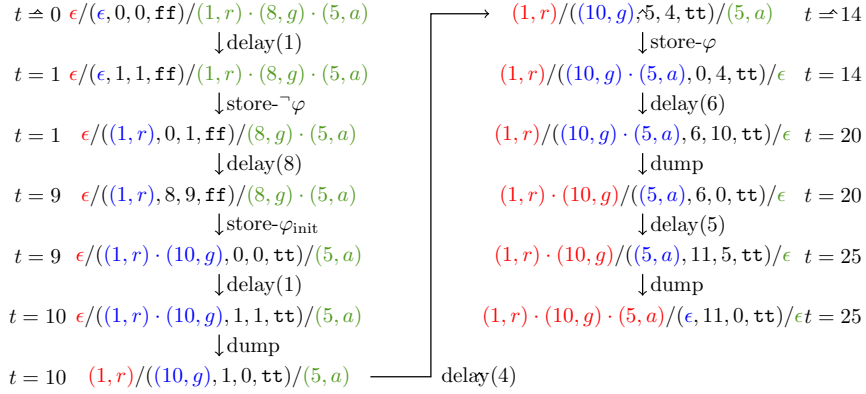 t = 0 ϵ/(ϵ, 0, 0, ff)/(1, r) · (8, g) · (5, a)
delay(1)
t = 1 ϵ/(ϵ, 1, 1, ff)/(1, r) · (8, g) · (5, a)
store-¬φ
t = 1 ϵ/((1, r), 0, 1, ff)/(8, g) · (5, a)
delay(8)
t = 9 ϵ/((1, r), 8, 9, ff)/(8, g) · (5, a)
store-φinit
t = 9 ϵ/((1, r) · (10, g), 0, 0, tt)/(5, a)
delay(1)
t = 10 ϵ/((1, r) · (10, g), 1, 1, tt)/(5, a)
dump
t = 10 (1, r)/((10, g), 1, 0, tt)/(5, a)
delay(4)
(1, r)/((10, g), 5, 4, tt)/(5, a) t = 14
store-φ
(1, r)/((10, g) · (5, a), 0, 4, tt)/ϵ t = 14
delay(6)
(1, r)/((10, g) · (5, a), 6, 10, tt)/ϵ t = 20
dump
(1, r) · (10, g)/((5, a), 6, 0, tt)/ϵ t = 20
delay(5)
(1, r) · (10, g)/((5, a), 11, 5, tt)/ϵ t = 25
dump
(1, r) · (10, g) · (5, a)/(ϵ, 11, 0, tt)/ϵ t = 25